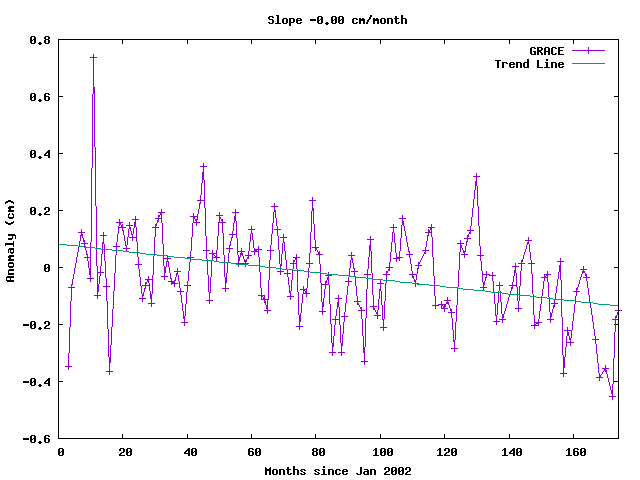 Slope -0.00 cm/month
GRACE
Trend Line
Anomaly (cm)
0.8
0.6
0.4
0.2
0
-0.2
-0.4
-0.6
0 20 40 60 80 100 120 140 160
Months since Jan 2002